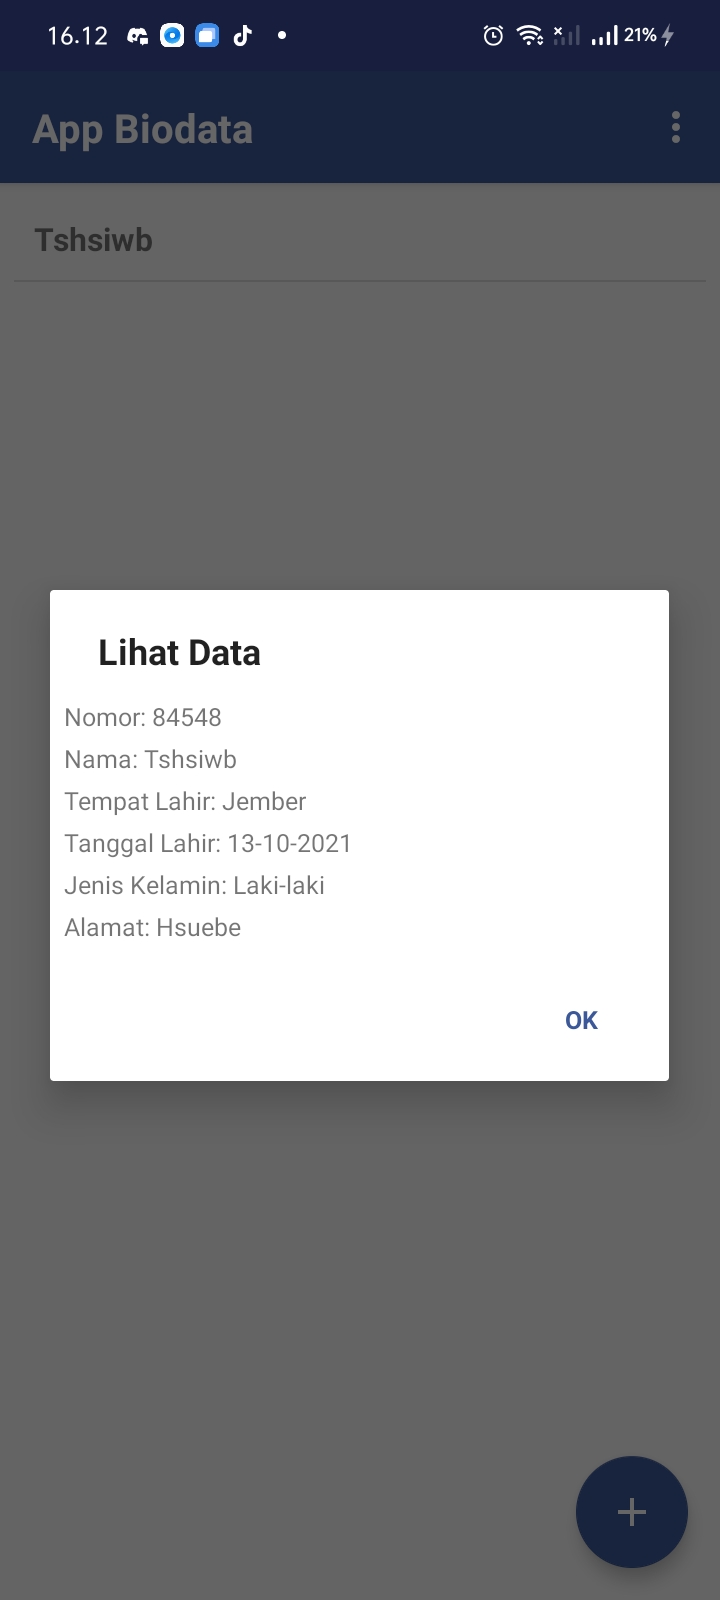 16.12
21%
App Biodata
Tshsiwb
Lihat Data
Nomor: 84548
Nama: Tshsiwb
Tempat Lahir: Jember
Tanggal Lahir: 13-10-2021
Jenis Kelamin: Laki-laki
Alamat: Hsuebe
OK